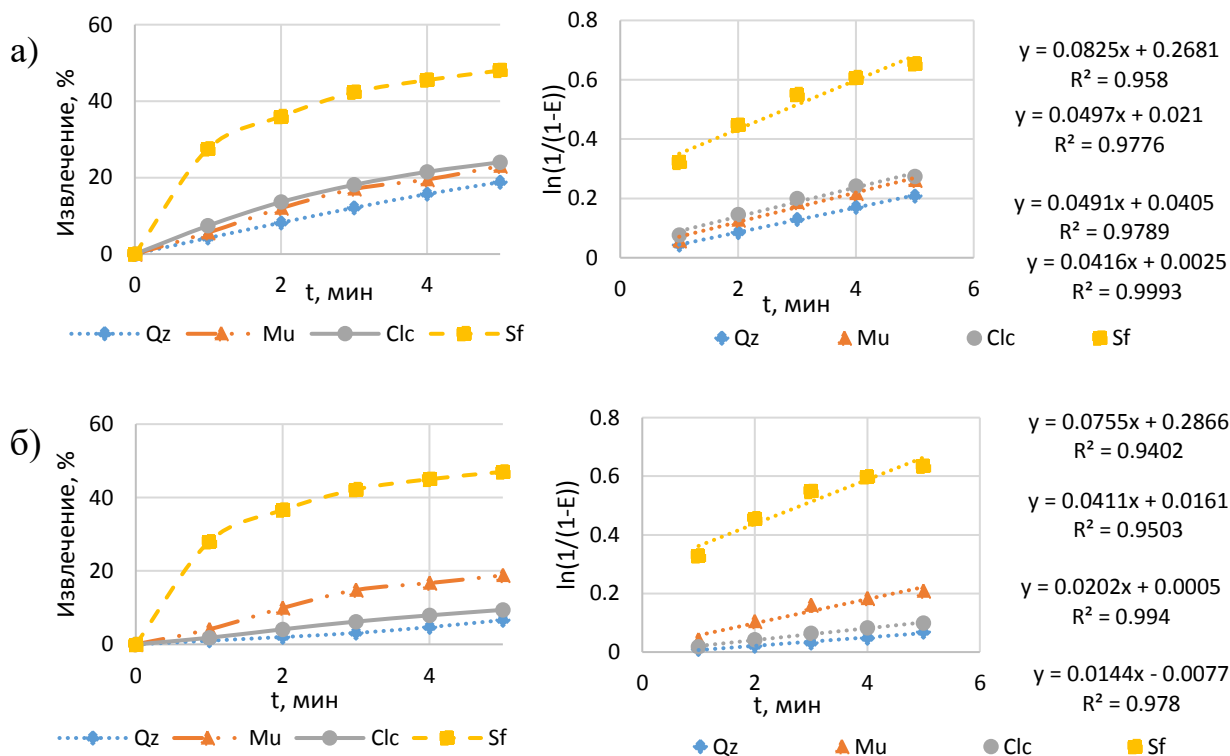 а)
Извлечение, %
60
40
20
0
0 2 4
t, мин
Qz Mu Clc Sf
ln(1/(1-E))
0.8
0.6
0.4
0.2
0
0 2 4 6
t, мин
Qz Mu Clc Sf
y = 0.0825x + 0.2681
R² = 0.958
y = 0.0497x + 0.021
R² = 0.9776
y = 0.0491x + 0.0405
R² = 0.9789
y = 0.0416x + 0.0025
R² = 0.9993
б)
Извлечение, %
60
40
20
0
0 2 4
t, мин
Qz Mu Clc Sf
ln(1/(1-E))
0.8
0.6
0.4
0.2
0
0 2 4 6
t, мин
Qz Mu Clc Sf
y = 0.0755x + 0.2866
R² = 0.9402
y = 0.0411x + 0.0161
R² = 0.9503
y = 0.0202x + 0.0005
R² = 0.994
y = 0.0144x - 0.0077
R² = 0.978